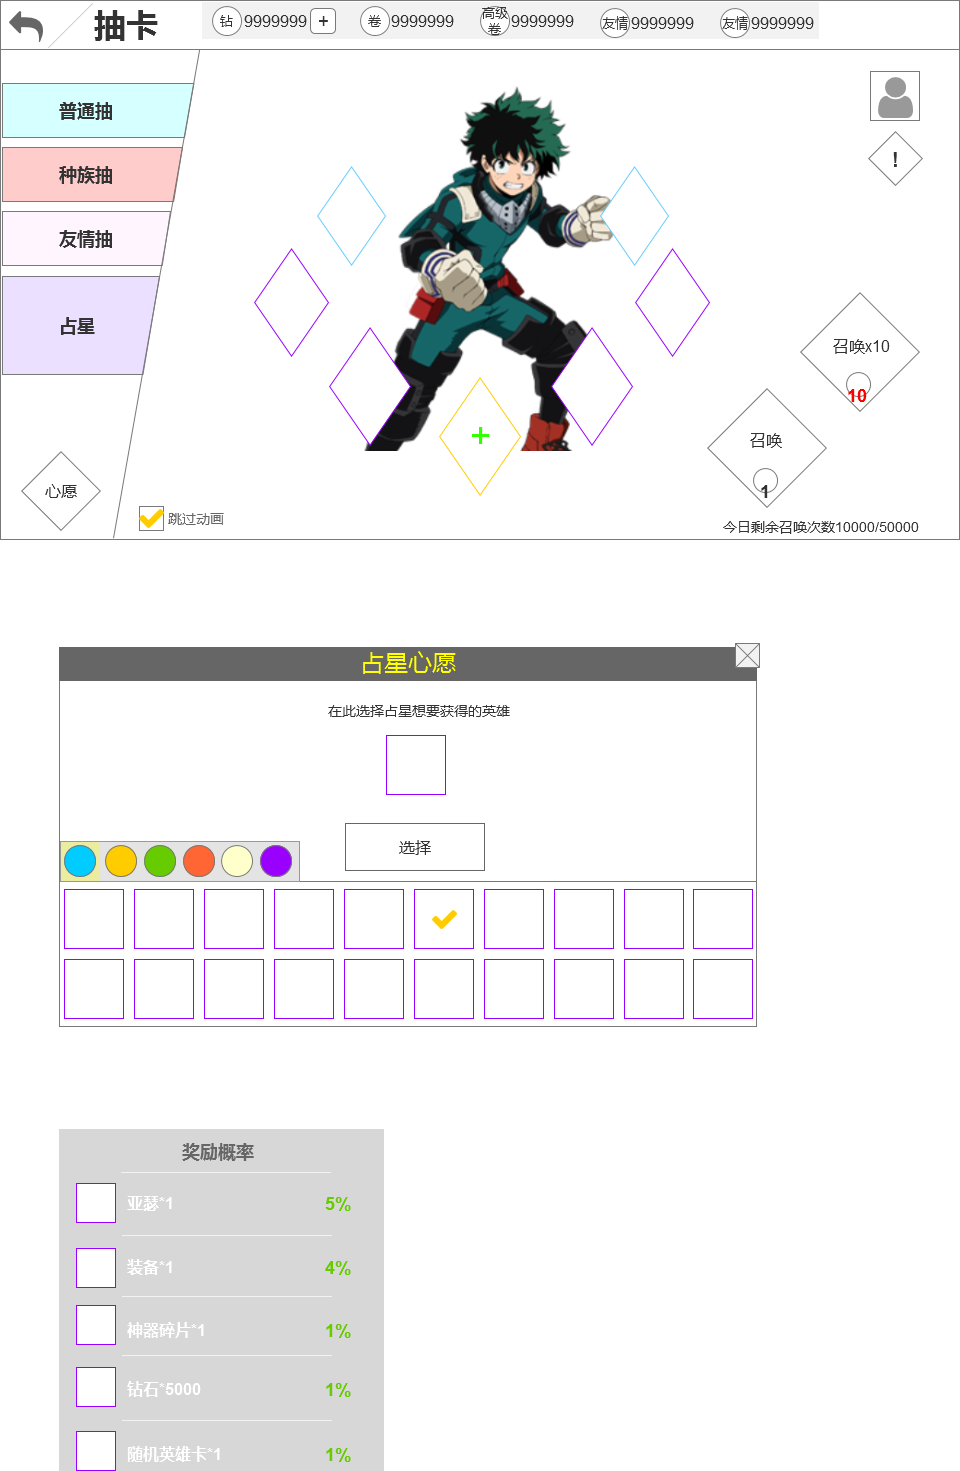 抽卡
钻 9999999 +
卷 9999999
高级卷 9999999
友情 9999999
友情 9999999
普通抽
种族抽
友情抽
占星
心愿
!
+
召唤x10
10
召唤
1
跳过动画
今日剩余召唤次数10000/50000
占星心愿
在此选择占星想要获得的英雄
选择
奖励概率
亚瑟*1 5%
装备*1 4%
神器碎片*1 1%
钻石*5000 1%
随机英雄卡*1 1%